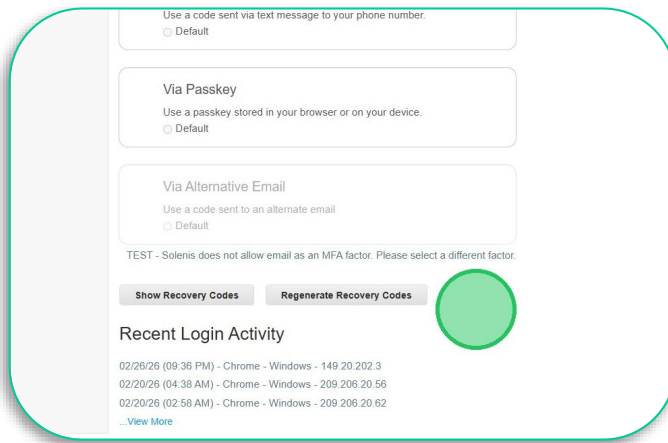 Use a code sent via text message to your phone number.
Default
Via Passkey
Use a passkey stored in your browser or on your device.
Default
Via Alternative Email
Use a code sent to an alternate email
Default
TEST - Solenis does not allow email as an MFA factor. Please select a different factor.
Show Recovery Codes Regenerate Recovery Codes
Recent Login Activity
02/26/26 (09:36 PM) - Chrome - Windows - 149.20.202.3
02/20/26 (04:38 AM) - Chrome - Windows - 209.206.20.56
02/20/26 (02:58 AM) - Chrome - Windows - 209.206.20.62
...View More